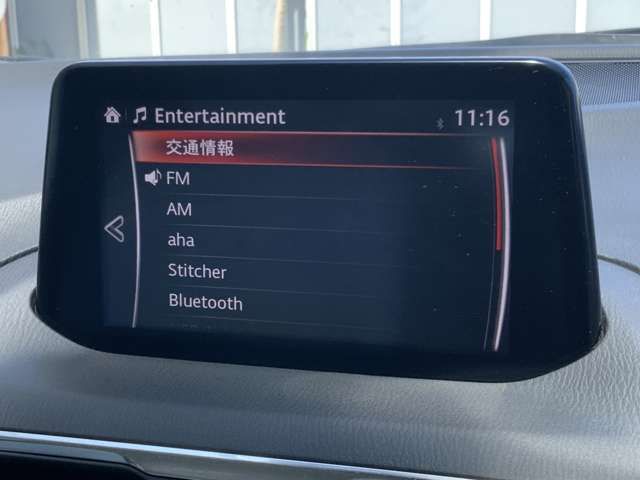 Entertainment 11:16
交通情報
FM
AM
aha
Stitcher
Bluetooth